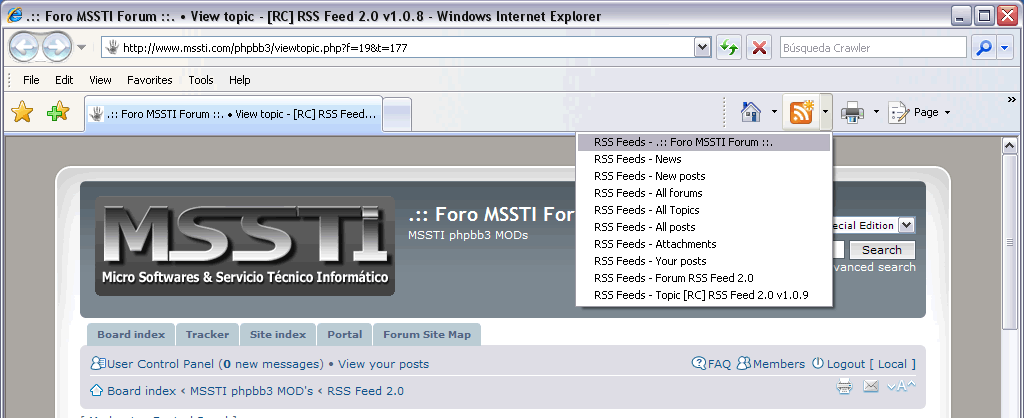 .:: Foro MSSTI Forum ::. • View topic - [RC] RSS Feed 2.0 v1.0.8 - Windows Internet Explorer
http://www.mssti.com/phpbb3/viewtopic.php?f=19&t=177
Búsqueda Crawler
File Edit View Favorites Tools Help
.:: Foro MSSTI Forum ::. • View topic - [RC] RSS Feed...
Page
RSS Feeds - .:: Foro MSSTI Forum ::.
RSS Feeds - News
RSS Feeds - New posts
RSS Feeds - All forums
RSS Feeds - All Topics
RSS Feeds - All posts
RSS Feeds - Attachments
RSS Feeds - Your posts
RSS Feeds - Forum RSS Feed 2.0
RSS Feeds - Topic [RC] RSS Feed 2.0 v1.0.9
MSSTi
Micro Softwares & Servicio Técnico Informático
.:: Foro MSSTI For
MSSTI phpbb3 MODs
cial Edition
Search
vanced search
Board index Tracker Site index Portal Forum Site Map
User Control Panel (0 new messages) • View your posts
FAQ Members Logout [ Local ]
Board index ‹ MSSTI phpbb3 MOD's ‹ RSS Feed 2.0
A